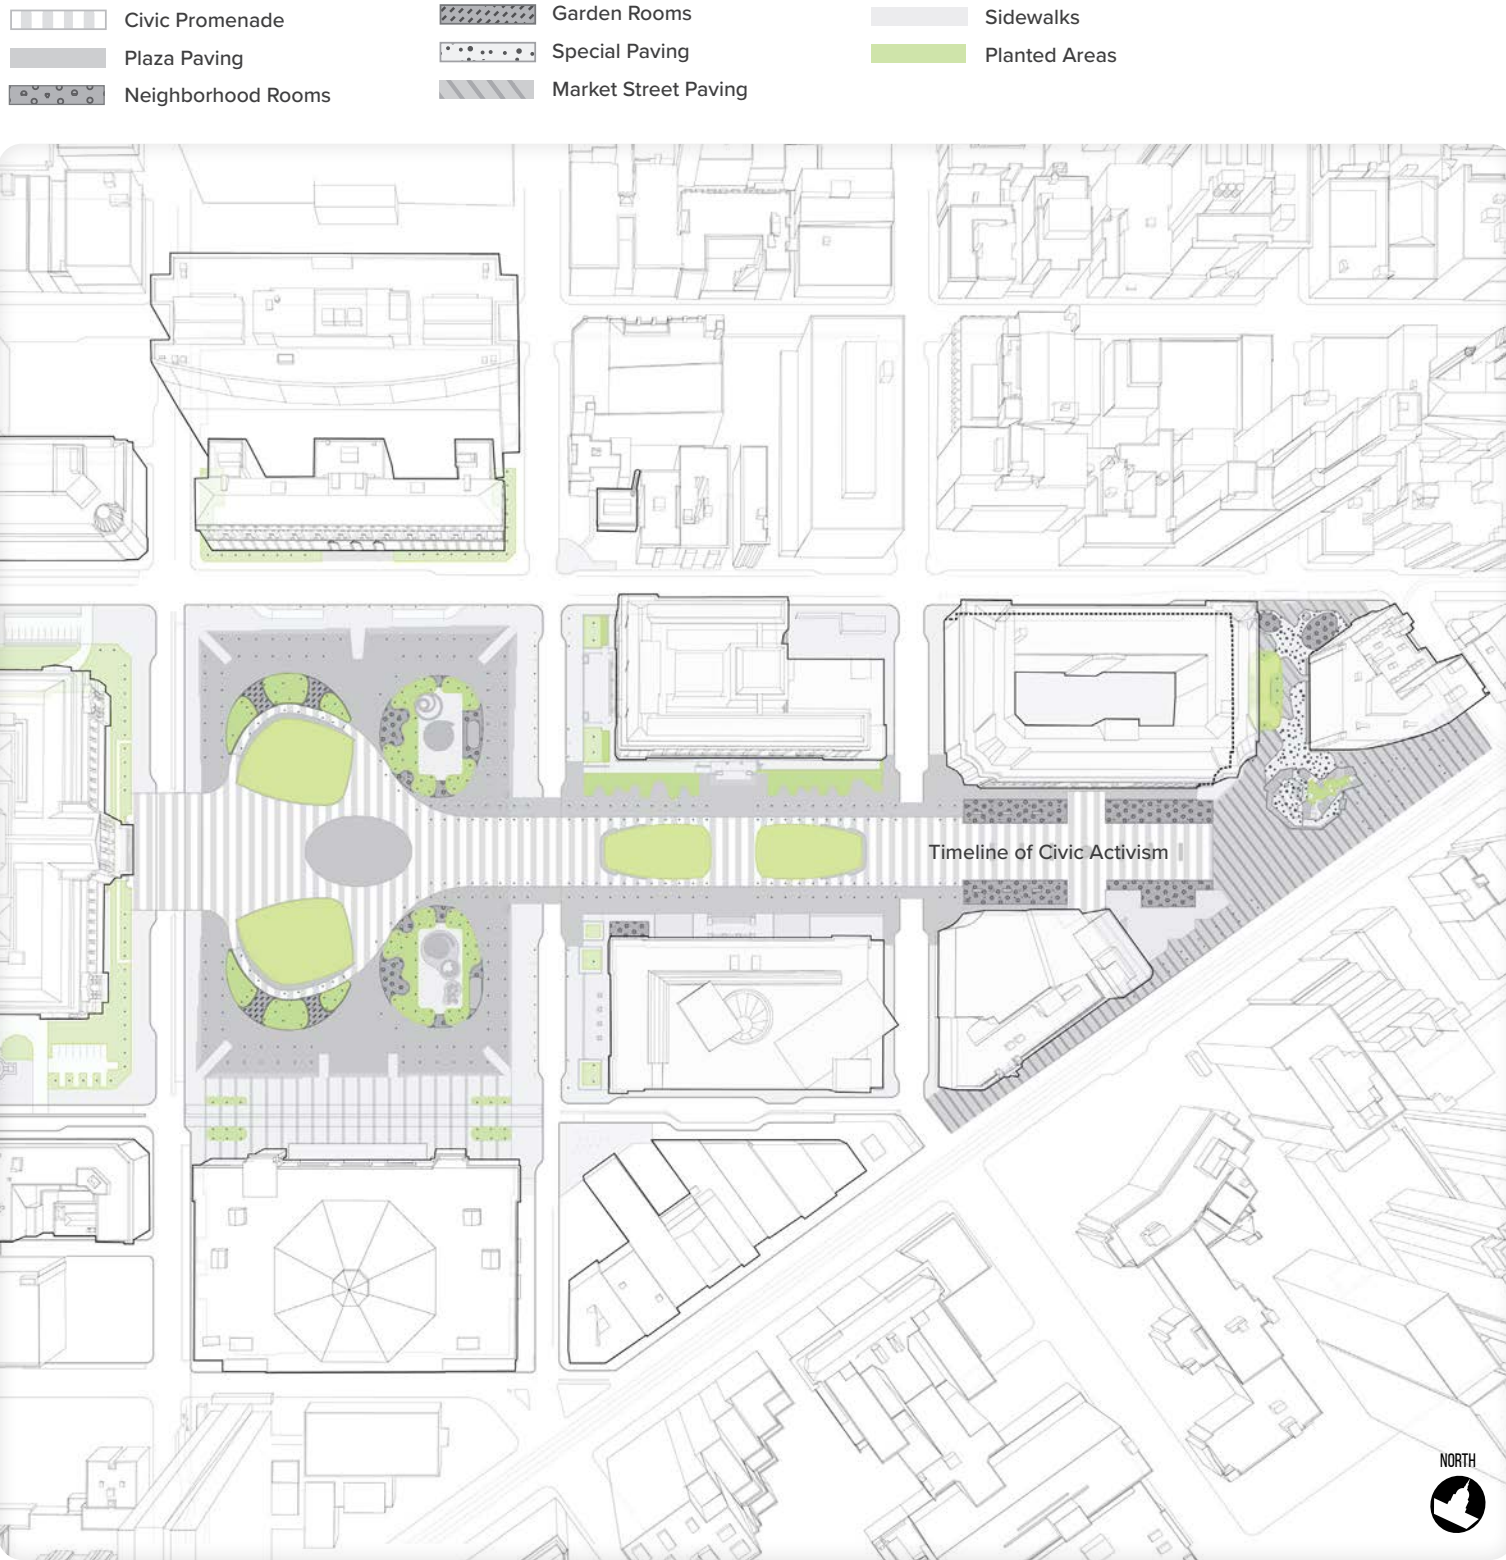 Civic Promenade
Plaza Paving
Neighborhood Rooms
Garden Rooms
Special Paving
Market Street Paving
Sidewalks
Planted Areas
Timeline of Civic Activism
NORTH